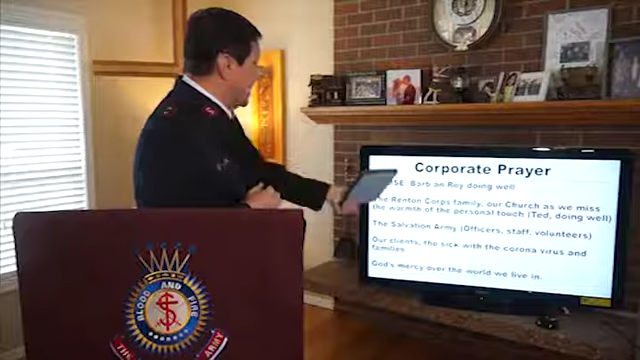 Corporate Prayer
Barb an Roy doing well
The Renton Corps family, our Church as we miss
the warmth of the personal touch (Ted, doing well)
The Salvation Army (Officers, staff, volunteers)
Our clients, the sick with the corona virus and
families
God's mercy over the world we live in.
BLOOD AND FIRE
THE ARMY